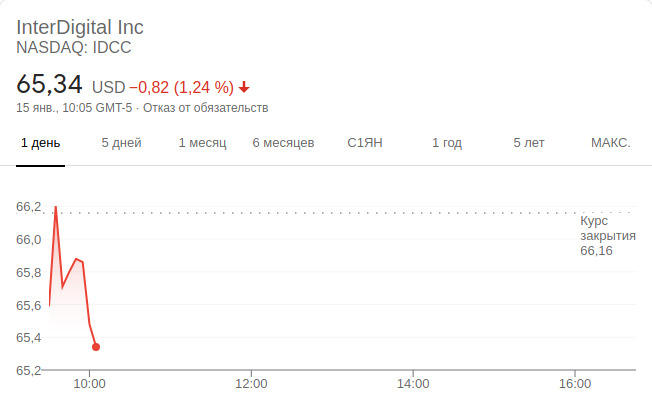 InterDigital Inc
NASDAQ: IDCC
65,34 USD −0,82 (1,24 %)
15 янв., 10:05 GMT-5 · Отказ от обязательств
1 день 5 дней 1 месяц 6 месяцев С1ЯН 1 год 5 лет МАКС.
66,2
Курс
закрытия
66,16
66,0
65,8
65,6
65,4
65,2
10:00 12:00 14:00 16:00